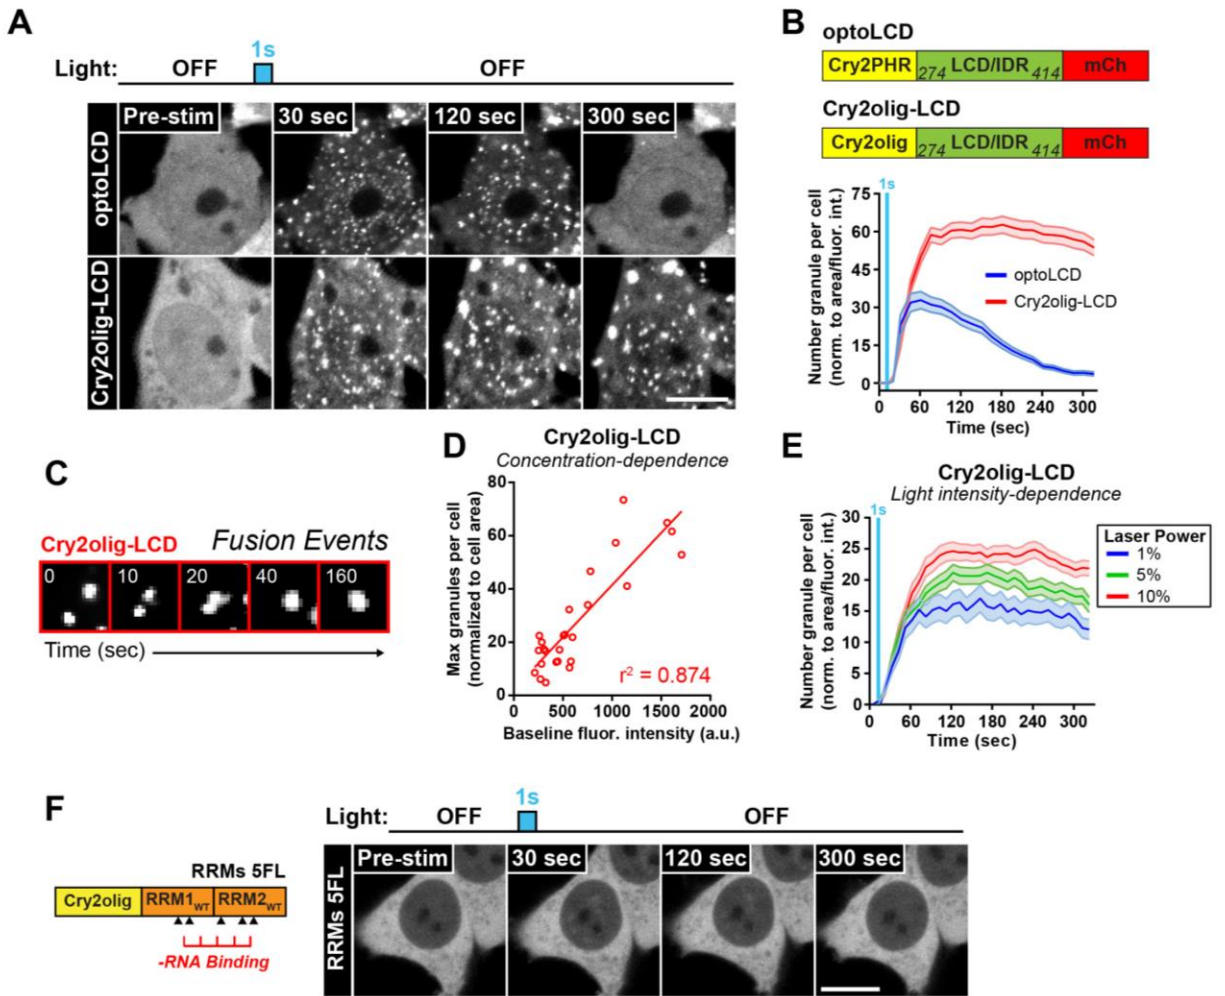 A
1s
Light:
OFF
OFF
Pre-stim
30 sec
120 sec
300 sec
optoLCD
Cry2olig-LCD
B
optoLCD
Cry2PHR
274 LCD/IDR 414
mCh
Cry2olig-LCD
Cry2olig
274 LCD/IDR 414
mCh
1s
Number granule per cell
(norm. to area/fluor. int.)
75
60
45
30
15
0
optoLCD
Cry2olig-LCD
0 60 120 180 240 300
Time (sec)
C
Cry2olig-LCD
Fusion Events
0 10 20 40 160
Time (sec)
D
Cry2olig-LCD
Concentration-dependence
Max granules per cell
(normalized to cell area)
80
60
40
20
0
r² = 0.874
0 500 1000 1500 2000
Baseline fluor. intensity (a.u.)
E
Cry2olig-LCD
Light intensity-dependence
1s
Number granule per cell
(norm. to area/fluor. int.)
30
25
20
15
10
5
0
0 60 120 180 240 300
Time (sec)
Laser Power
1%
5%
10%
F
RRMs 5FL
Cry2olig
RRM1WT
RRM2WT
-RNA Binding
1s
Light:
OFF
OFF
RRMs 5FL
Pre-stim
30 sec
120 sec
300 sec